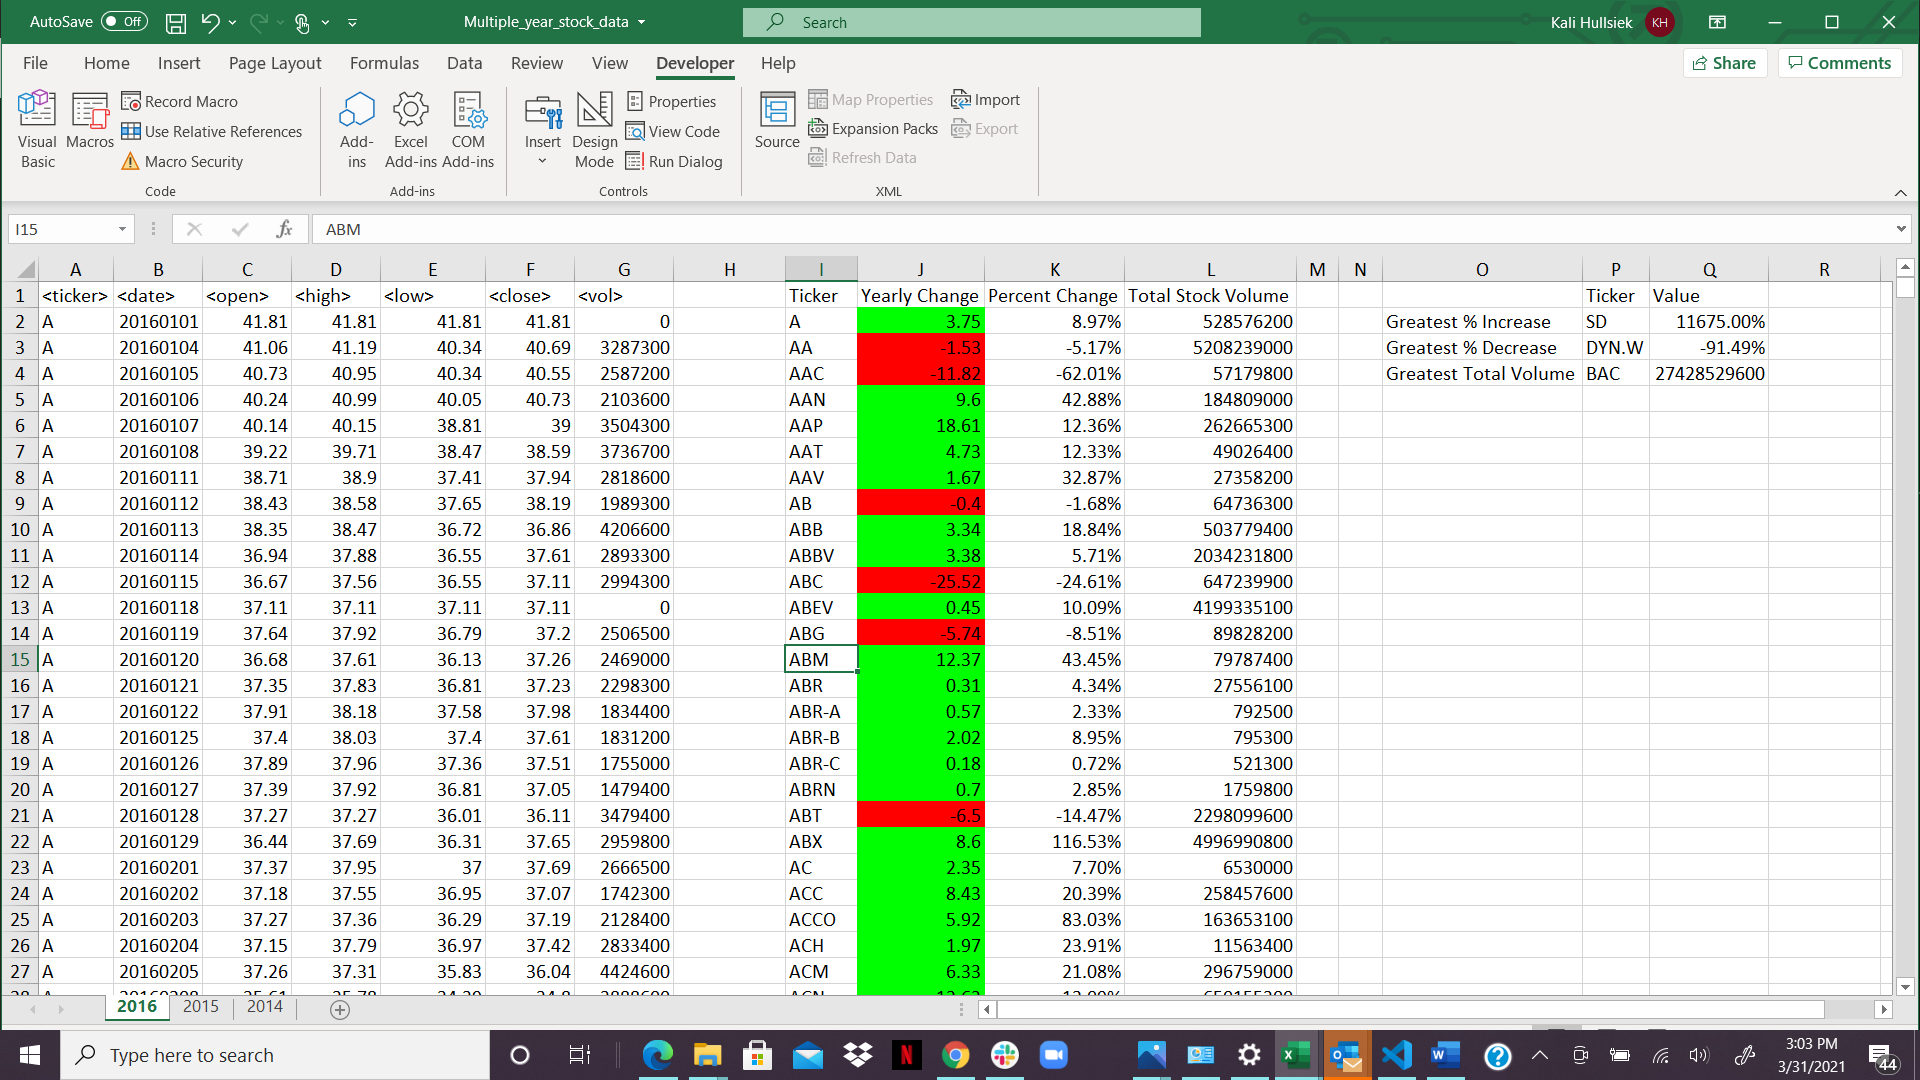 AutoSave Off Multiple_year_stock_data Search Kali Hullsiek KH
File Home Insert Page Layout Formulas Data Review View Developer Help Share Comments
Visual Basic
Macros
Record Macro
Use Relative References
Macro Security
Code
Add-ins
Excel Add-ins
COM Add-ins
Add-ins
Insert
Design Mode
Properties
View Code
Run Dialog
Controls
Source
Map Properties
Expansion Packs
Refresh Data
Import
Export
XML
I15 fx ABM
A B C D E F G H I J K L M N O P Q R
1 <ticker> <date> <open> <high> <low> <close> <vol> Ticker Yearly Change Percent Change Total Stock Volume Ticker Value
2 A 20160101 41.81 41.81 41.81 41.81 0 A 3.75 8.97% 528576200 Greatest % Increase SD 11675.00%
3 A 20160104 41.06 41.19 40.34 40.69 3287300 AA -1.53 -5.17% 5208239000 Greatest % Decrease DYN.W -91.49%
4 A 20160105 40.73 40.95 40.34 40.55 2587200 AAC -11.82 -62.01% 57179800 Greatest Total Volume BAC 27428529600
5 A 20160106 40.24 40.99 40.05 40.73 2103600 AAN 9.6 42.88% 184809000
6 A 20160107 40.14 40.15 38.81 39 3504300 AAP 18.61 12.36% 262665300
7 A 20160108 39.22 39.71 38.47 38.59 3736700 AAT 4.73 12.33% 49026400
8 A 20160111 38.71 38.9 37.41 37.94 2818600 AAV 1.67 32.87% 27358200
9 A 20160112 38.43 38.58 37.65 38.19 1989300 AB -0.4 -1.68% 64736300
10 A 20160113 38.35 38.47 36.72 36.86 4206600 ABB 3.34 18.84% 503779400
11 A 20160114 36.94 37.88 36.55 37.61 2893300 ABBV 3.38 5.71% 2034231800
12 A 20160115 36.67 37.56 36.55 37.11 2994300 ABC -25.52 -24.61% 647239900
13 A 20160118 37.11 37.11 37.11 37.11 0 ABEV 0.45 10.09% 4199335100
14 A 20160119 37.64 37.92 36.79 37.2 2506500 ABG -5.74 -8.51% 89828200
15 A 20160120 36.68 37.61 36.13 37.26 2469000 ABM 12.37 43.45% 79787400
16 A 20160121 37.35 37.83 36.81 37.23 2298300 ABR 0.31 4.34% 27556100
17 A 20160122 37.91 38.18 37.58 37.98 1834400 ABR-A 0.57 2.33% 792500
18 A 20160125 37.4 38.03 37.4 37.61 1831200 ABR-B 2.02 8.95% 795300
19 A 20160126 37.89 37.96 37.36 37.51 1755000 ABR-C 0.18 0.72% 521300
20 A 20160127 37.39 37.92 36.81 37.05 1479400 ABRN 0.7 2.85% 1759800
21 A 20160128 37.27 37.27 36.01 36.11 3479400 ABT -6.5 -14.47% 2298099600
22 A 20160129 36.44 37.69 36.31 37.65 2959800 ABX 8.6 116.53% 4996990800
23 A 20160201 37.37 37.95 37 37.69 2666500 AC 2.35 7.70% 6530000
24 A 20160202 37.18 37.55 36.95 37.07 1742300 ACC 8.43 20.39% 258457600
25 A 20160203 37.27 37.36 36.29 37.19 2128400 ACCO 5.92 83.03% 163653100
26 A 20160204 37.15 37.79 36.97 37.42 2833400 ACH 1.97 23.91% 11563400
27 A 20160205 37.26 37.31 35.83 36.04 4424600 ACM 6.33 21.08% 296759000
2016 2015 2014
Type here to search
3:03 PM
3/31/2021
44